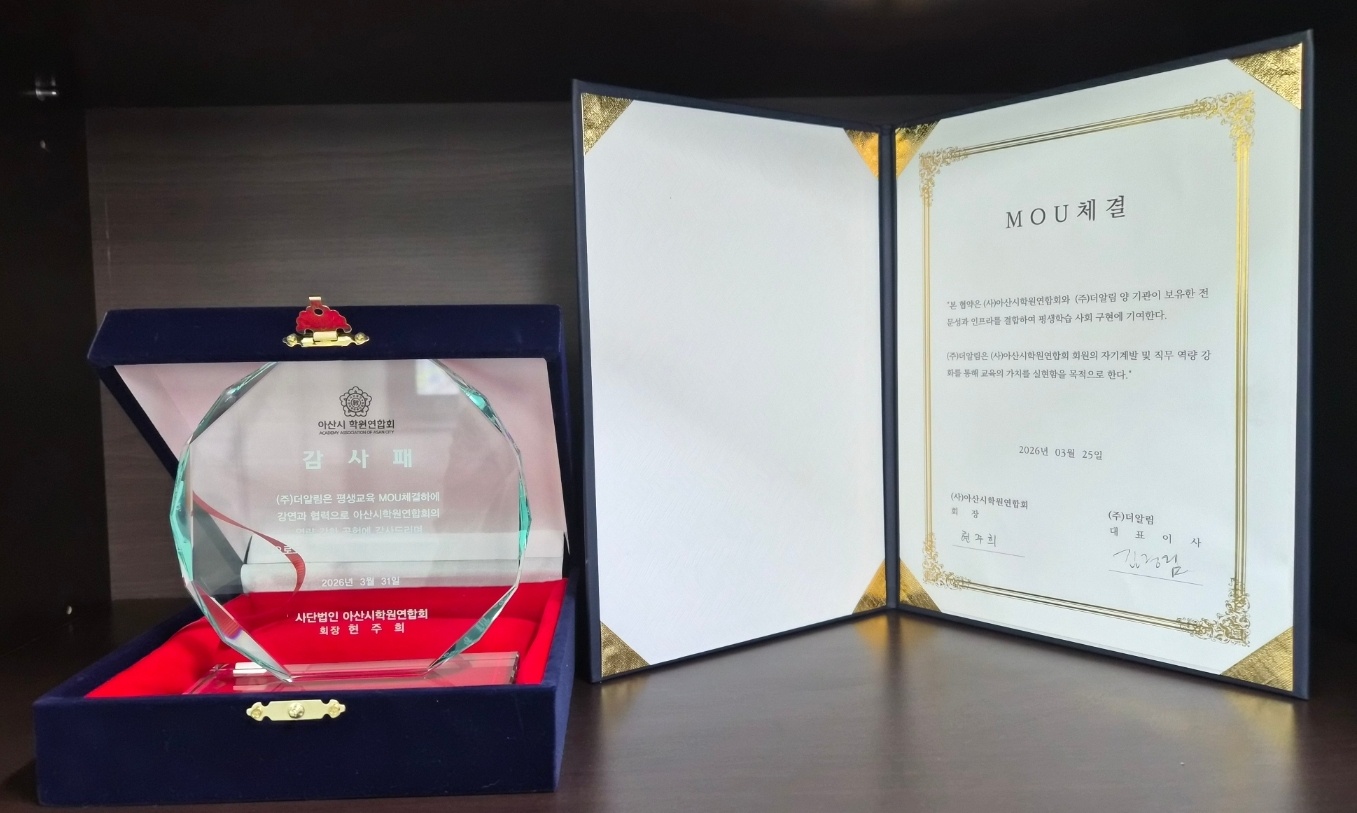 아산시 학원연합회
ACADEMY ASSOCIATION OF ASAN CITY
감 사 패
(주)더알림은 평생교육 MOU체결하에
강연과 협력으로 아산시학원연합회의
감사드리며
2026년 3월 31일
사단법인 아산시학원연합회
회장 현 주 희
MOU체결
"본 협약은 (사)아산시학원연합회와 (주)더알림 양 기관이 보유한 전
문성과 인프라를 결합하여 평생학습 사회 구현에 기여한다.
(주)더알림은 (사)아산시학원연합회 회원의 자기계발 및 직무 역량 강
화를 통해 교육의 가치를 실현함을 목적으로 한다."
2026년 03월 25일
(사)아산시학원연합회
회 장
현주희
(주)더알림
대 표 이 사